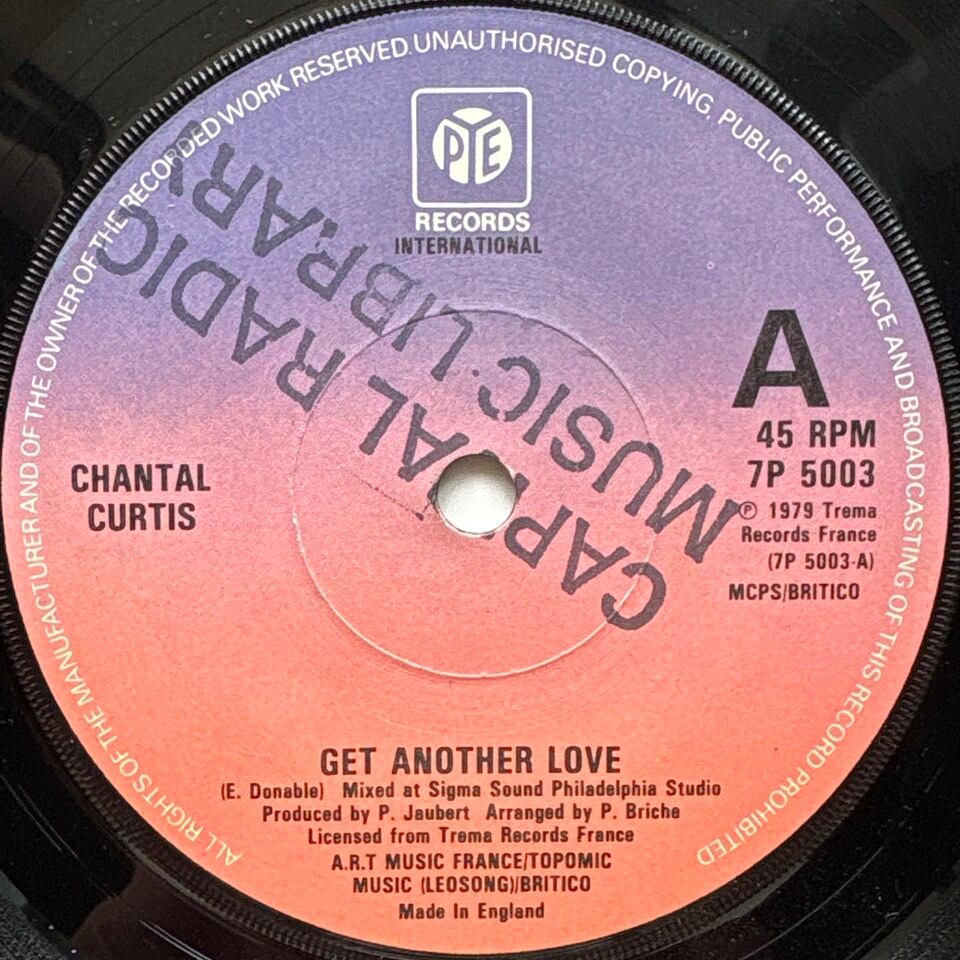 ALL RIGHTS OF THE MANUFACTURER AND OF THE OWNER OF THE RECORDED WORK RESERVED. UNAUTHORISED COPYING, PUBLIC PERFORMANCE AND BROADCASTING OF THIS RECORD PROHIBITED
PYE
RECORDS
INTERNATIONAL
CAPITAL RADIO
MUSIC LIBRARY
A
45 RPM
7P 5003
CHANTAL
CURTIS
℗ 1979 Trema
Records France
(7P 5003-A)
MCPS/BRITICO
GET ANOTHER LOVE
(E. Donable) Mixed at Sigma Sound Philadelphia Studio
Produced by P. Jaubert Arranged by P. Briche
Licensed from Trema Records France
A.R.T MUSIC FRANCE/TOPOMIC
MUSIC (LEOSONG)/BRITICO
Made In England